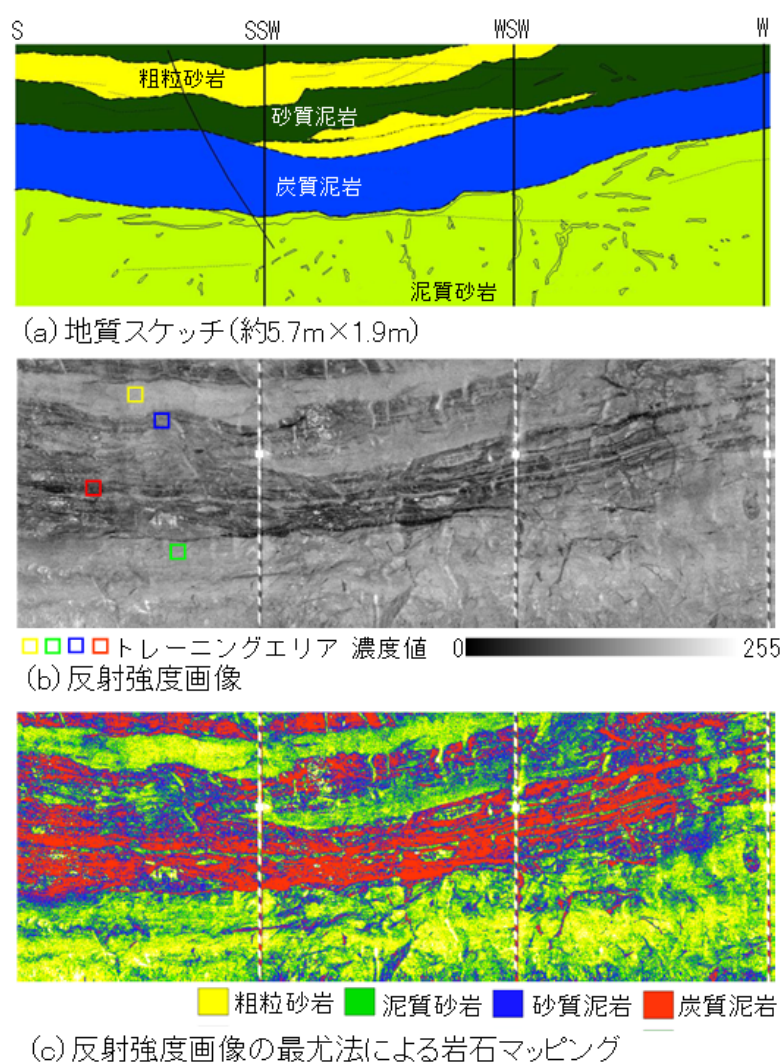 S SSW WSW W
粗粒砂岩
砂質泥岩
炭質泥岩
泥質砂岩
(a)地質スケッチ(約5.7m×1.9m)
トレーニングエリア 濃度値 0 255
(b)反射強度画像
粗粒砂岩 泥質砂岩 砂質泥岩 炭質泥岩
(c)反射強度画像の最尤法による岩石マッピング